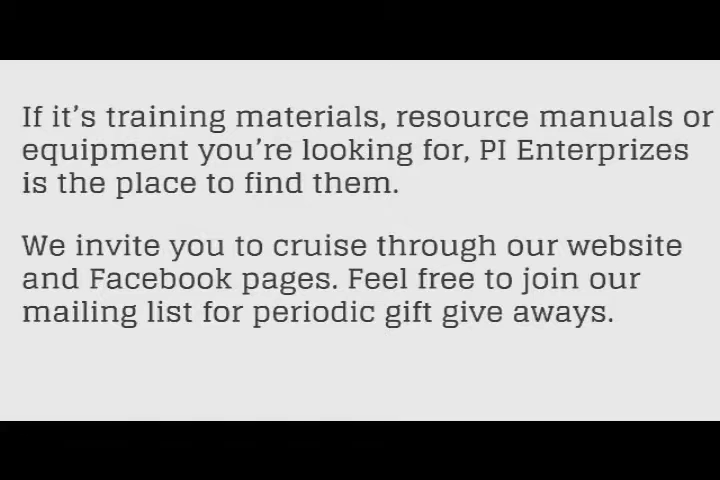 If it's training materials, resource manuals or
equipment you're looking for, PI Enterprizes
is the place to find them.
We invite you to cruise through our website
and Facebook pages. Feel free to join our
mailing list for periodic gift give aways.